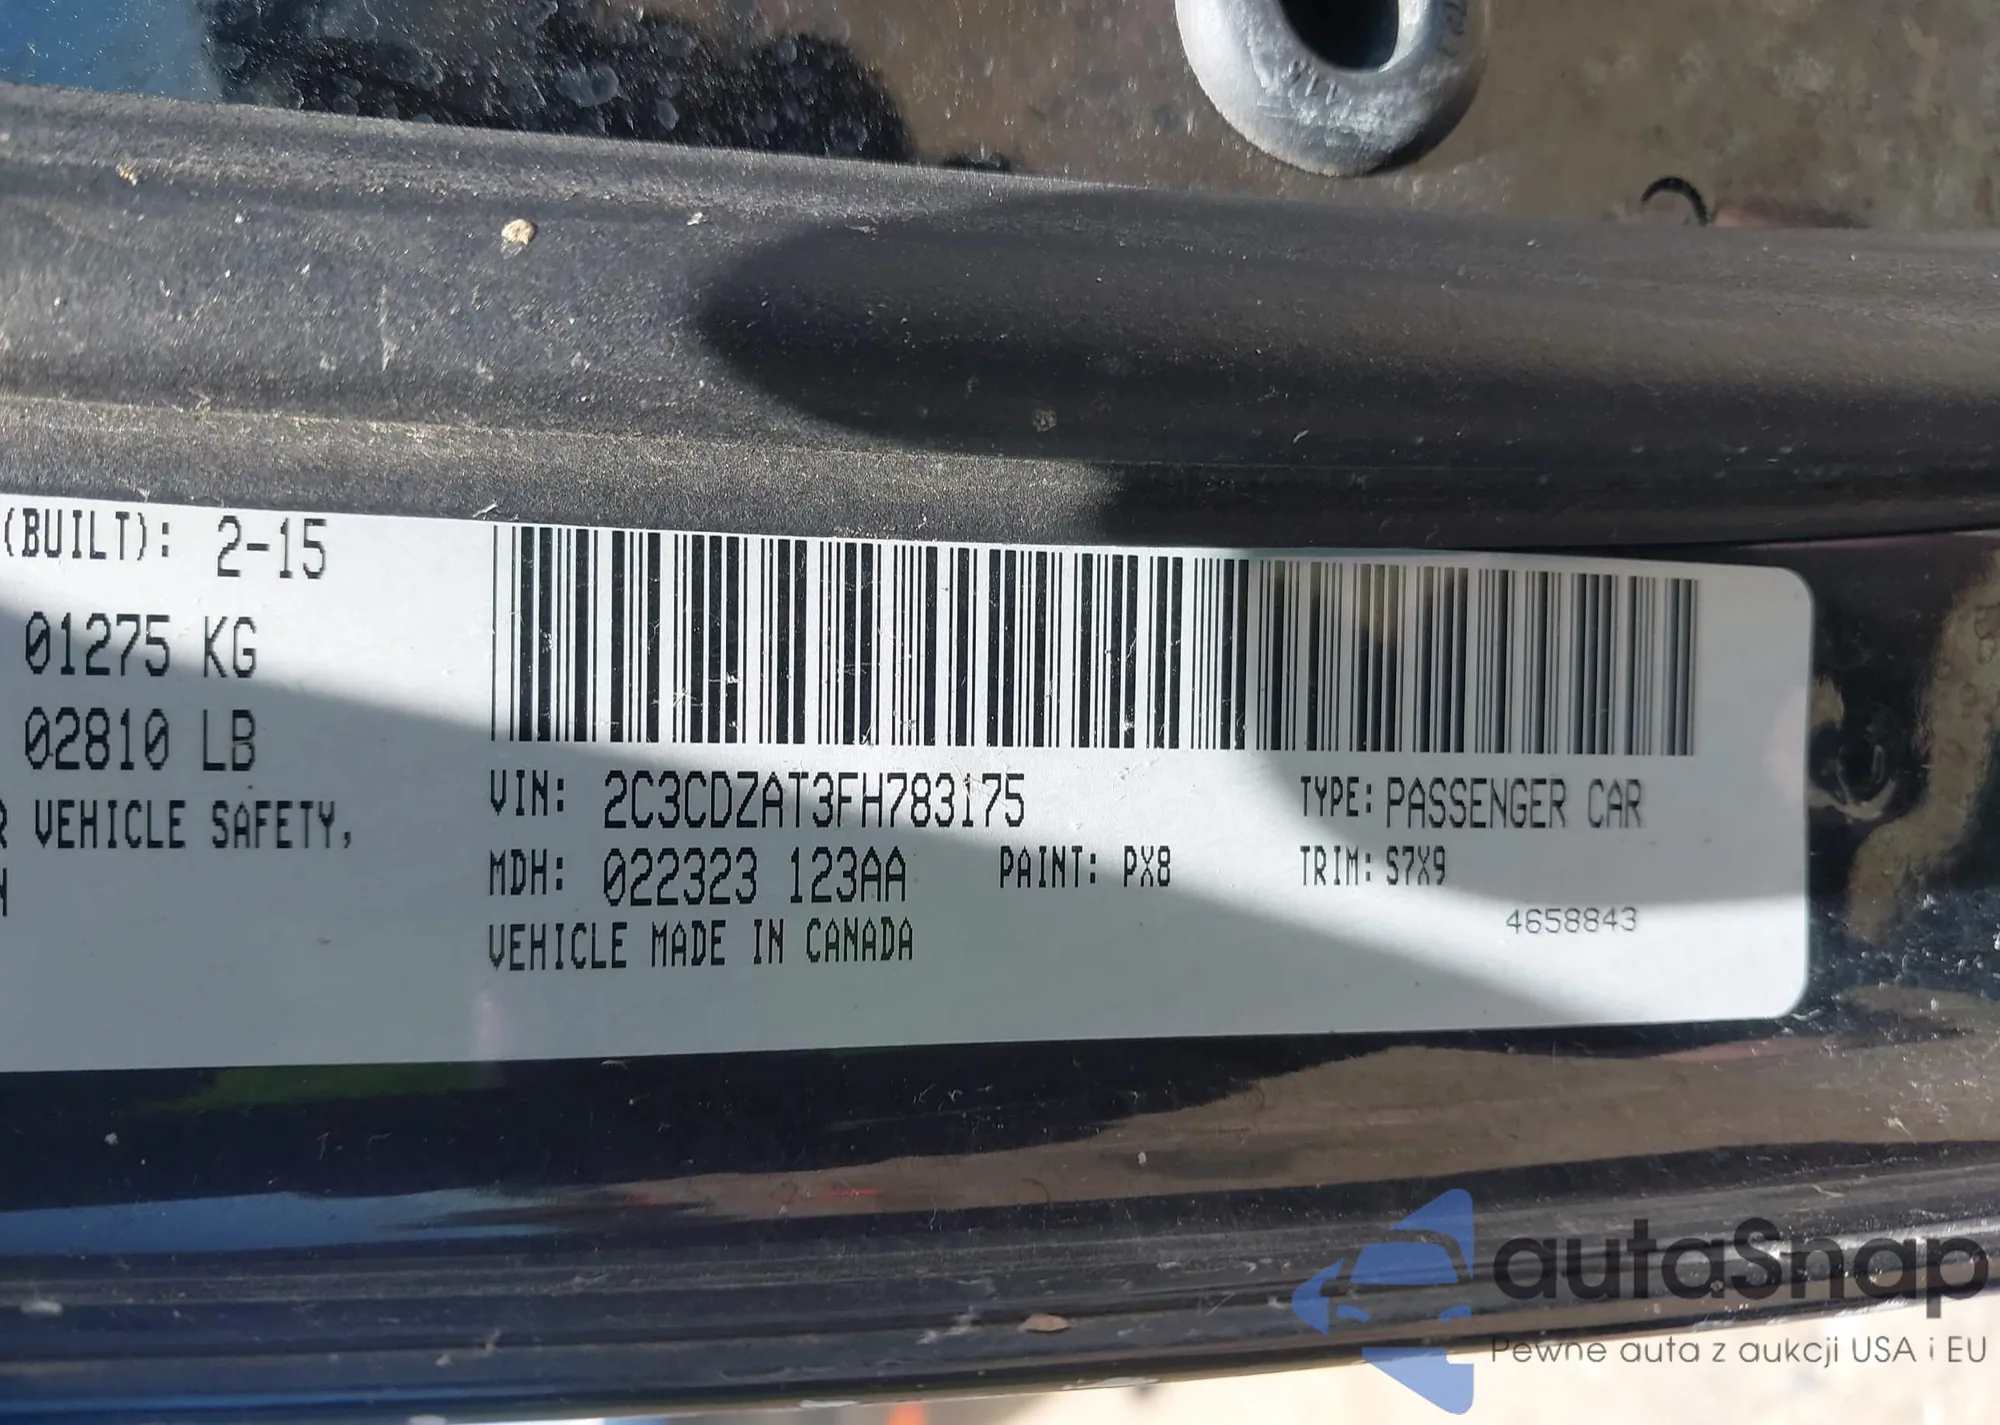 (BUILT): 2-15
01275 KG
02810 LB
R VEHICLE SAFETY,
N
VIN: 2C3CDZAT3FH783175
TYPE: PASSENGER CAR
MDH: 022323 123AA
PAINT: PX8
TRIM: S7X9
VEHICLE MADE IN CANADA
4658843
autaSnap
Pewne auta z aukcji USA i EU